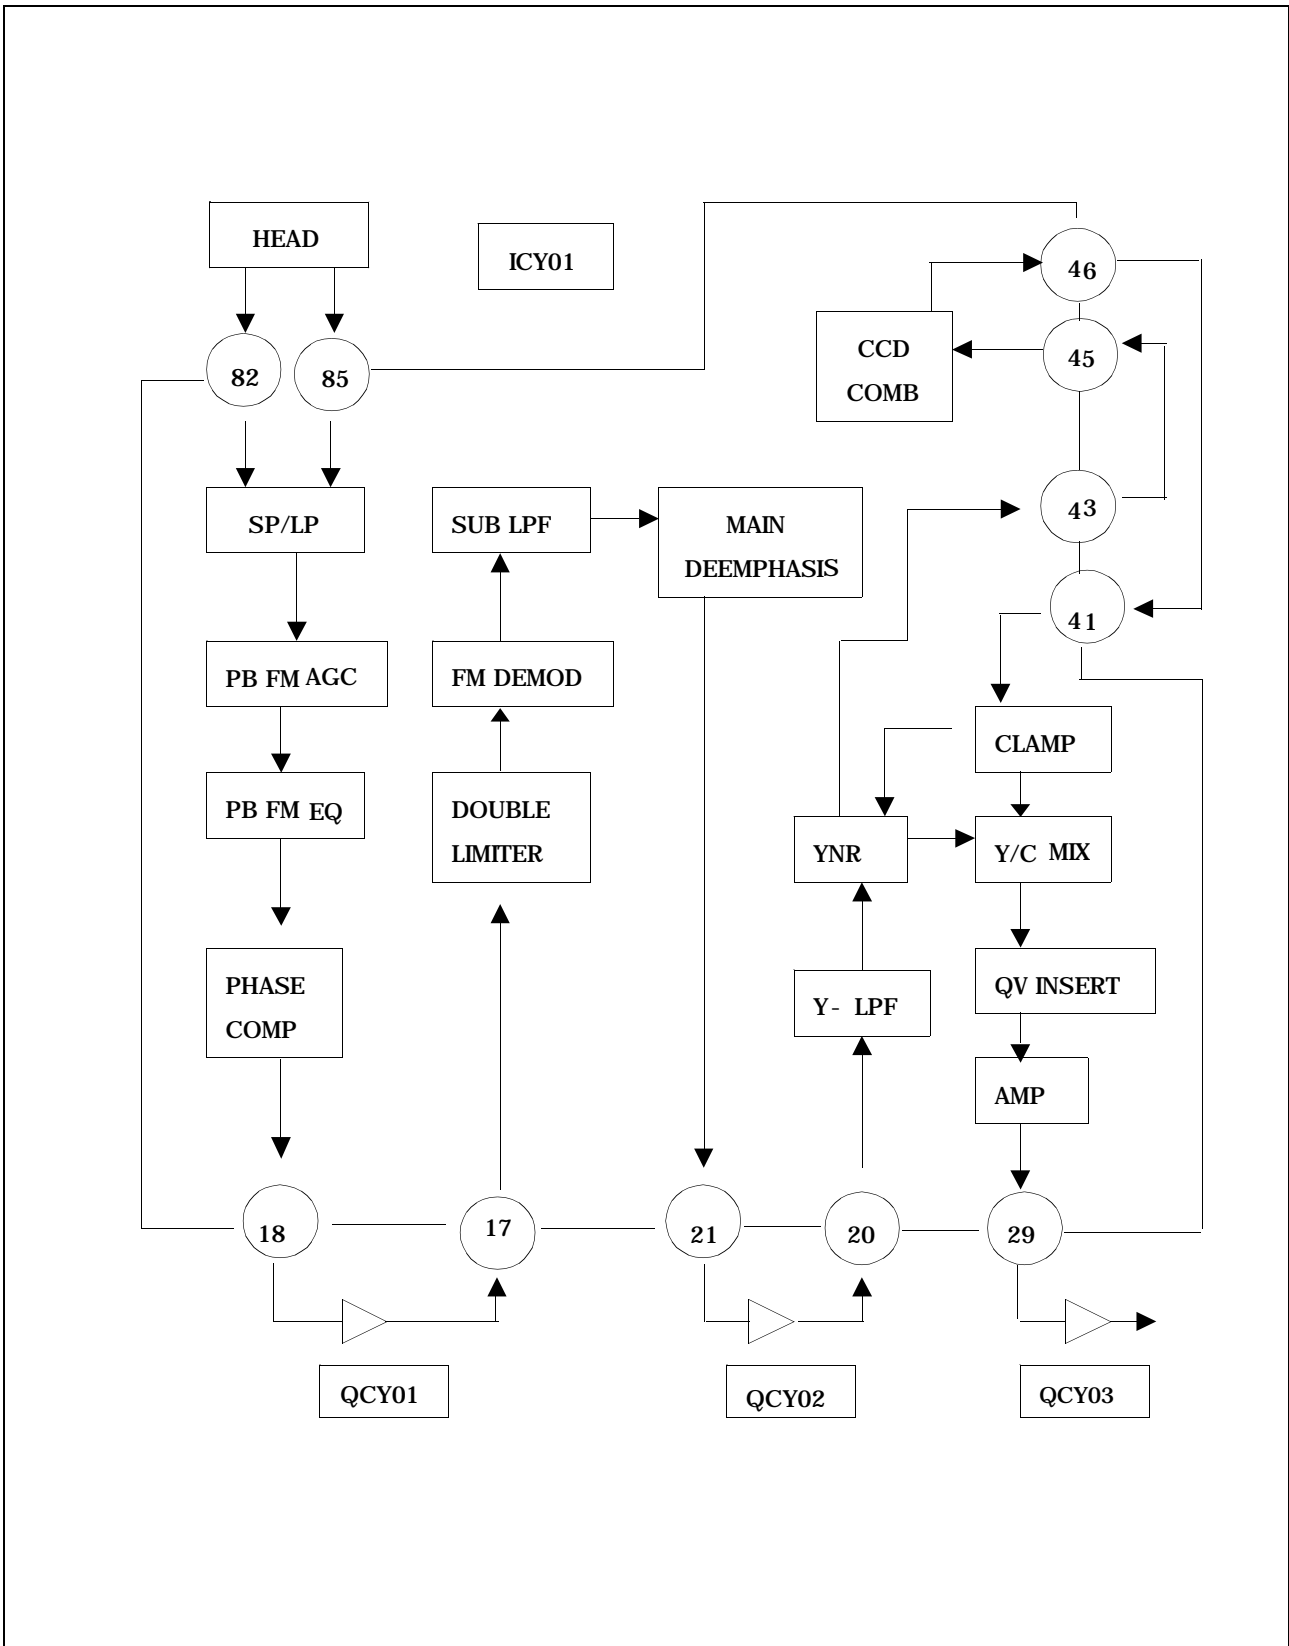 HEAD
ICY01
46
82
85
CCD
COMB
45
SP/LP
SUB LPF
MAIN
DEEMPHASIS
43
41
PB FM AGC
FM DEMOD
CLAMP
PB FM EQ
DOUBLE
LIMITER
YNR
Y/C MIX
PHASE
COMP
Y- LPF
QV INSERT
AMP
18
17
21
20
29
QCY01
QCY02
QCY03